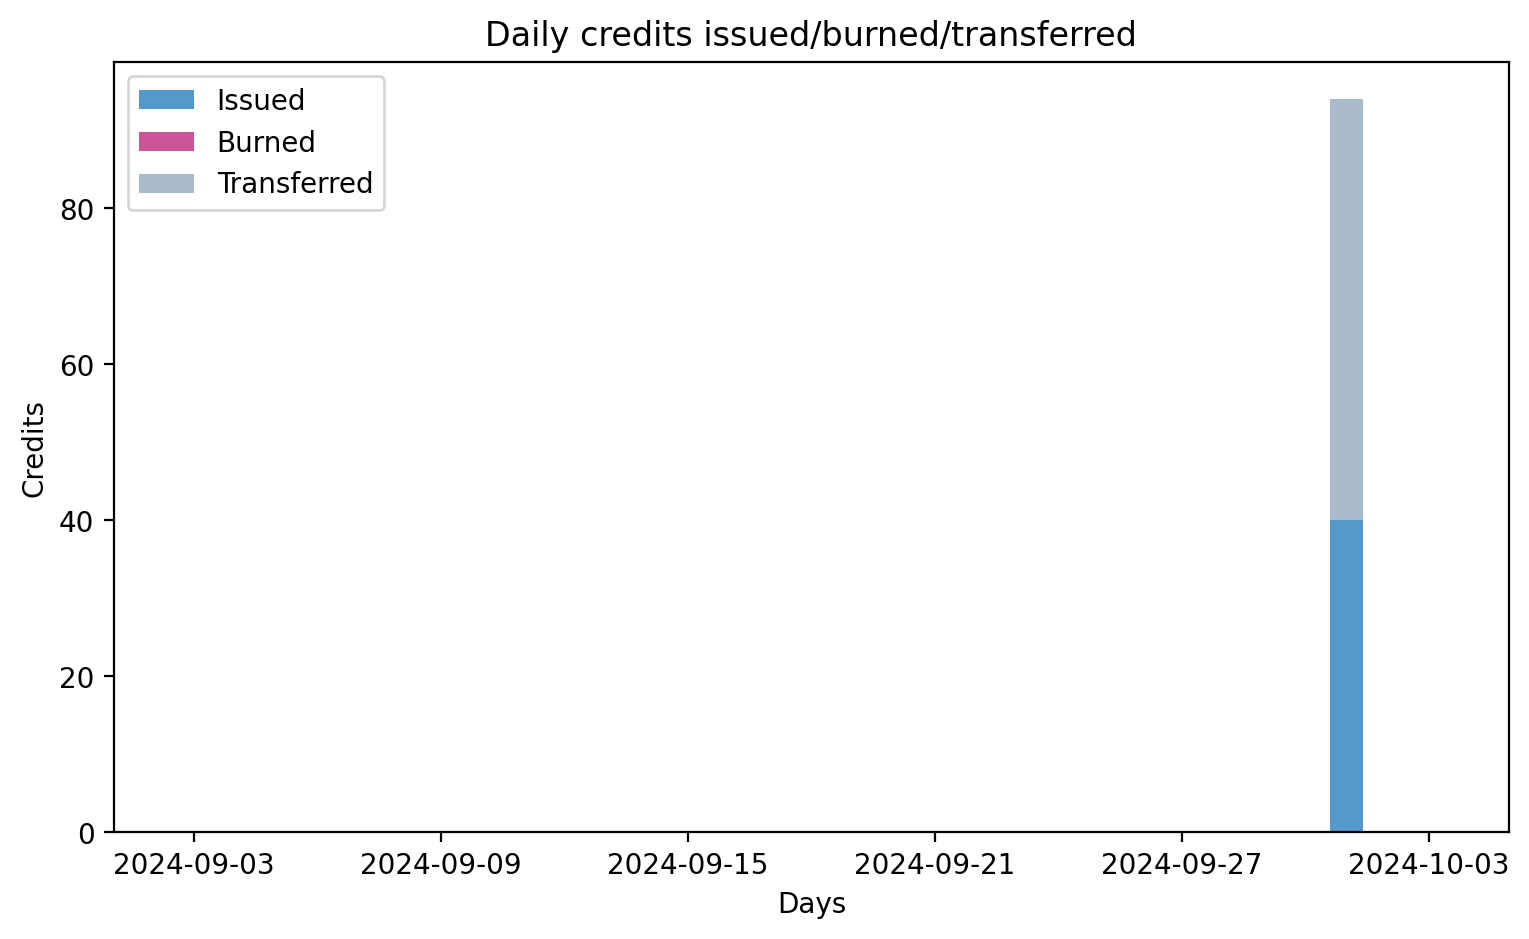 Daily credits issued/burned/transferred
Issued
Burned
Transferred
80
60
40
20
0
Credits
2024-09-03 2024-09-09 2024-09-15 2024-09-21 2024-09-27 2024-10-03
Days